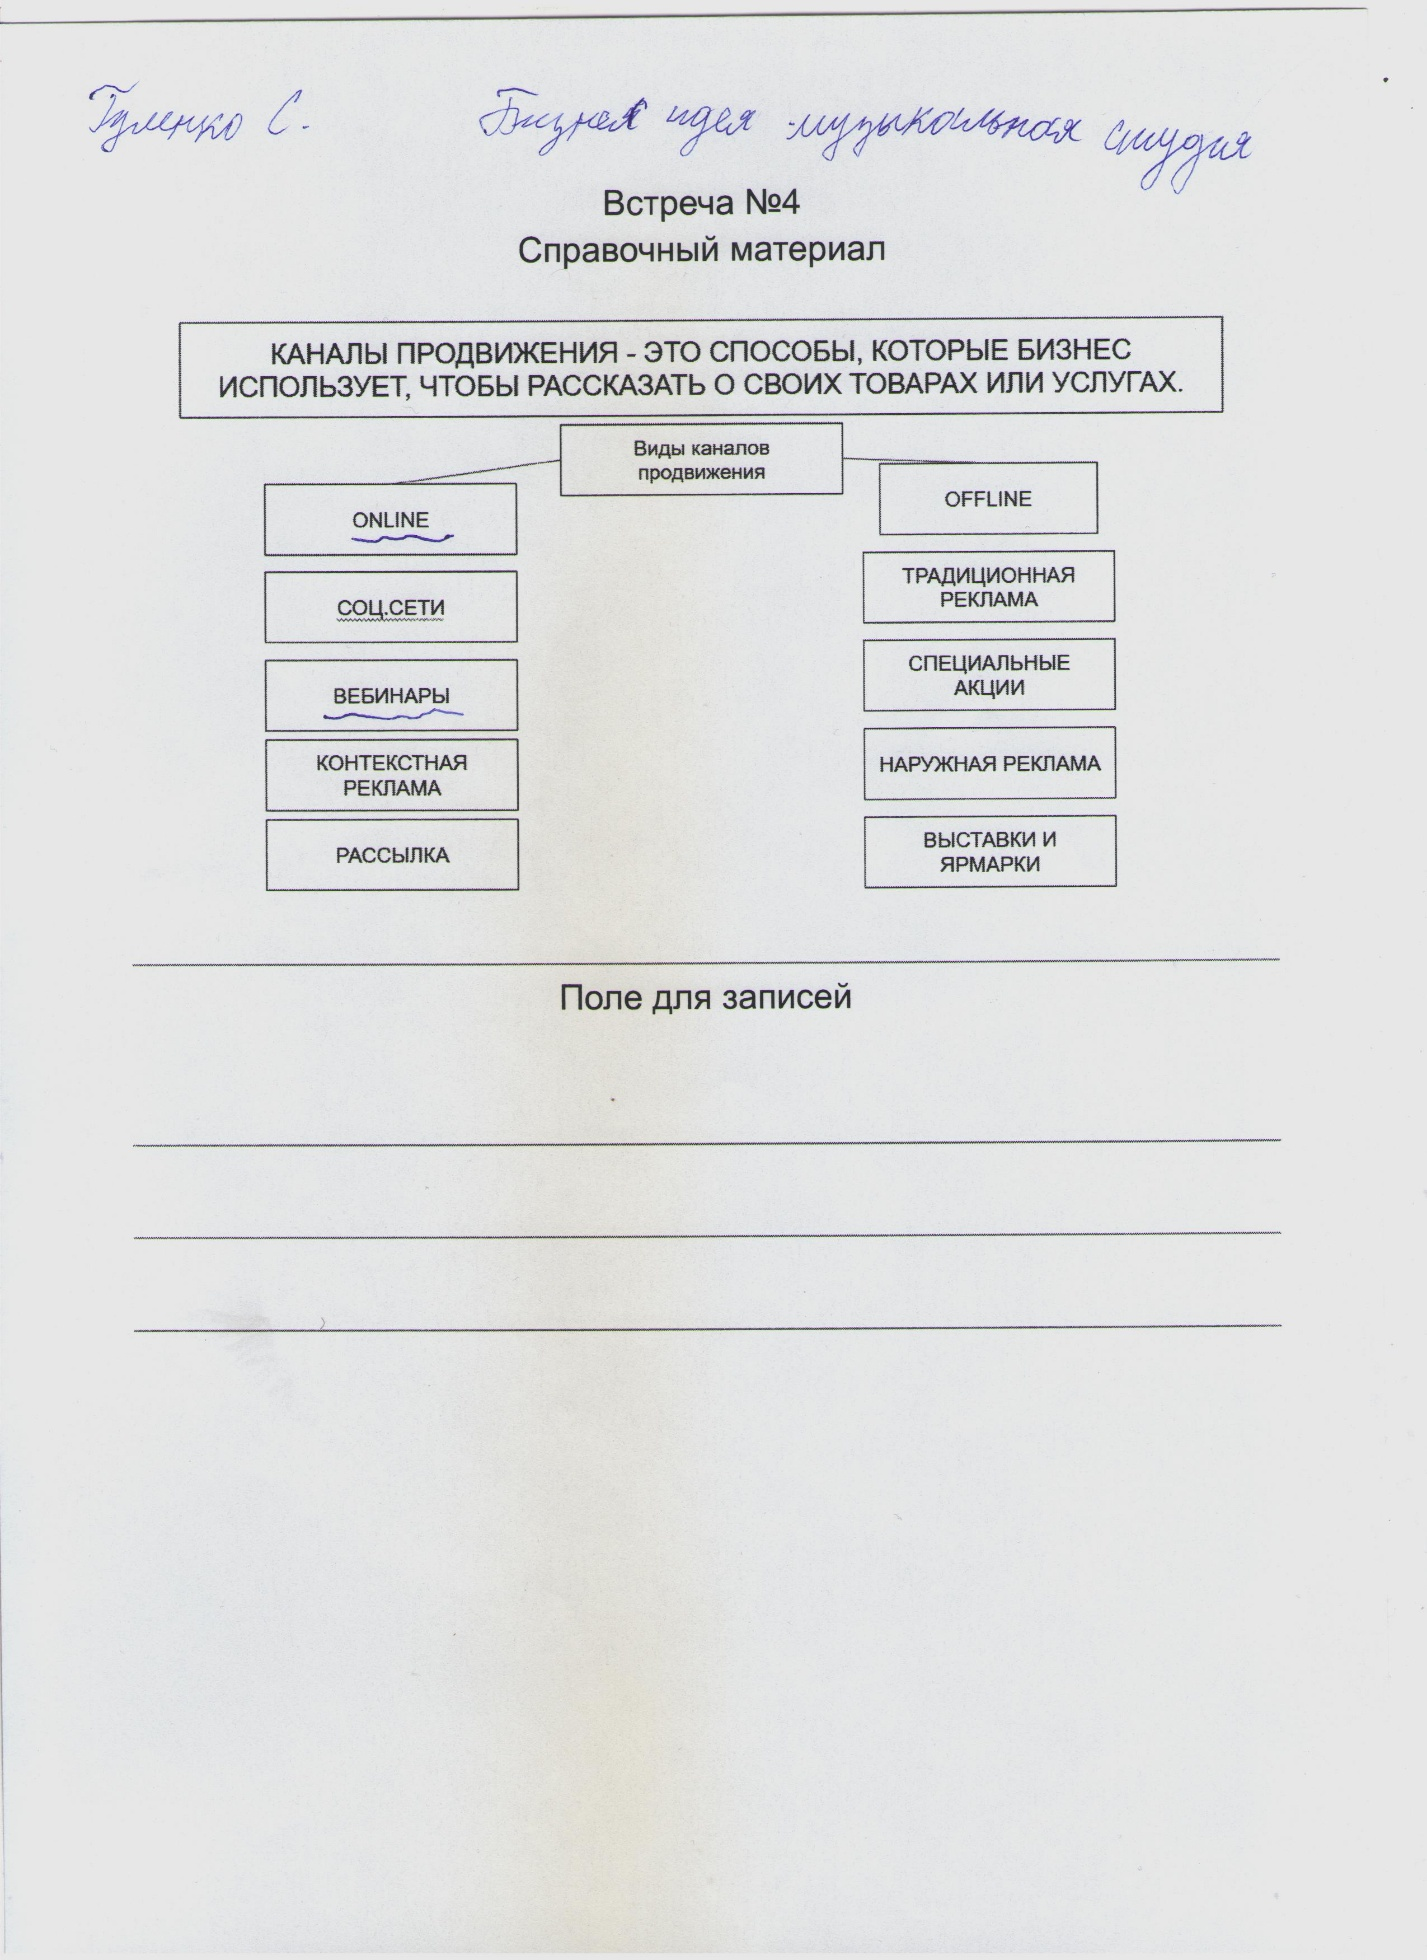 Гуленко С. Бизнес идея музыкальная студия
Встреча №4
Справочный материал
КАНАЛЫ ПРОДВИЖЕНИЯ - ЭТО СПОСОБЫ, КОТОРЫЕ БИЗНЕС
ИСПОЛЬЗУЕТ, ЧТОБЫ РАССКАЗАТЬ О СВОИХ ТОВАРАХ ИЛИ УСЛУГАХ.
Виды каналов
продвижения
ONLINE
СОЦ.СЕТИ
ВЕБИНАРЫ
КОНТЕКСТНАЯ
РЕКЛАМА
РАССЫЛКА
OFFLINE
ТРАДИЦИОННАЯ
РЕКЛАМА
СПЕЦИАЛЬНЫЕ
АКЦИИ
НАРУЖНАЯ РЕКЛАМА
ВЫСТАВКИ И
ЯРМАРКИ
Поле для записей